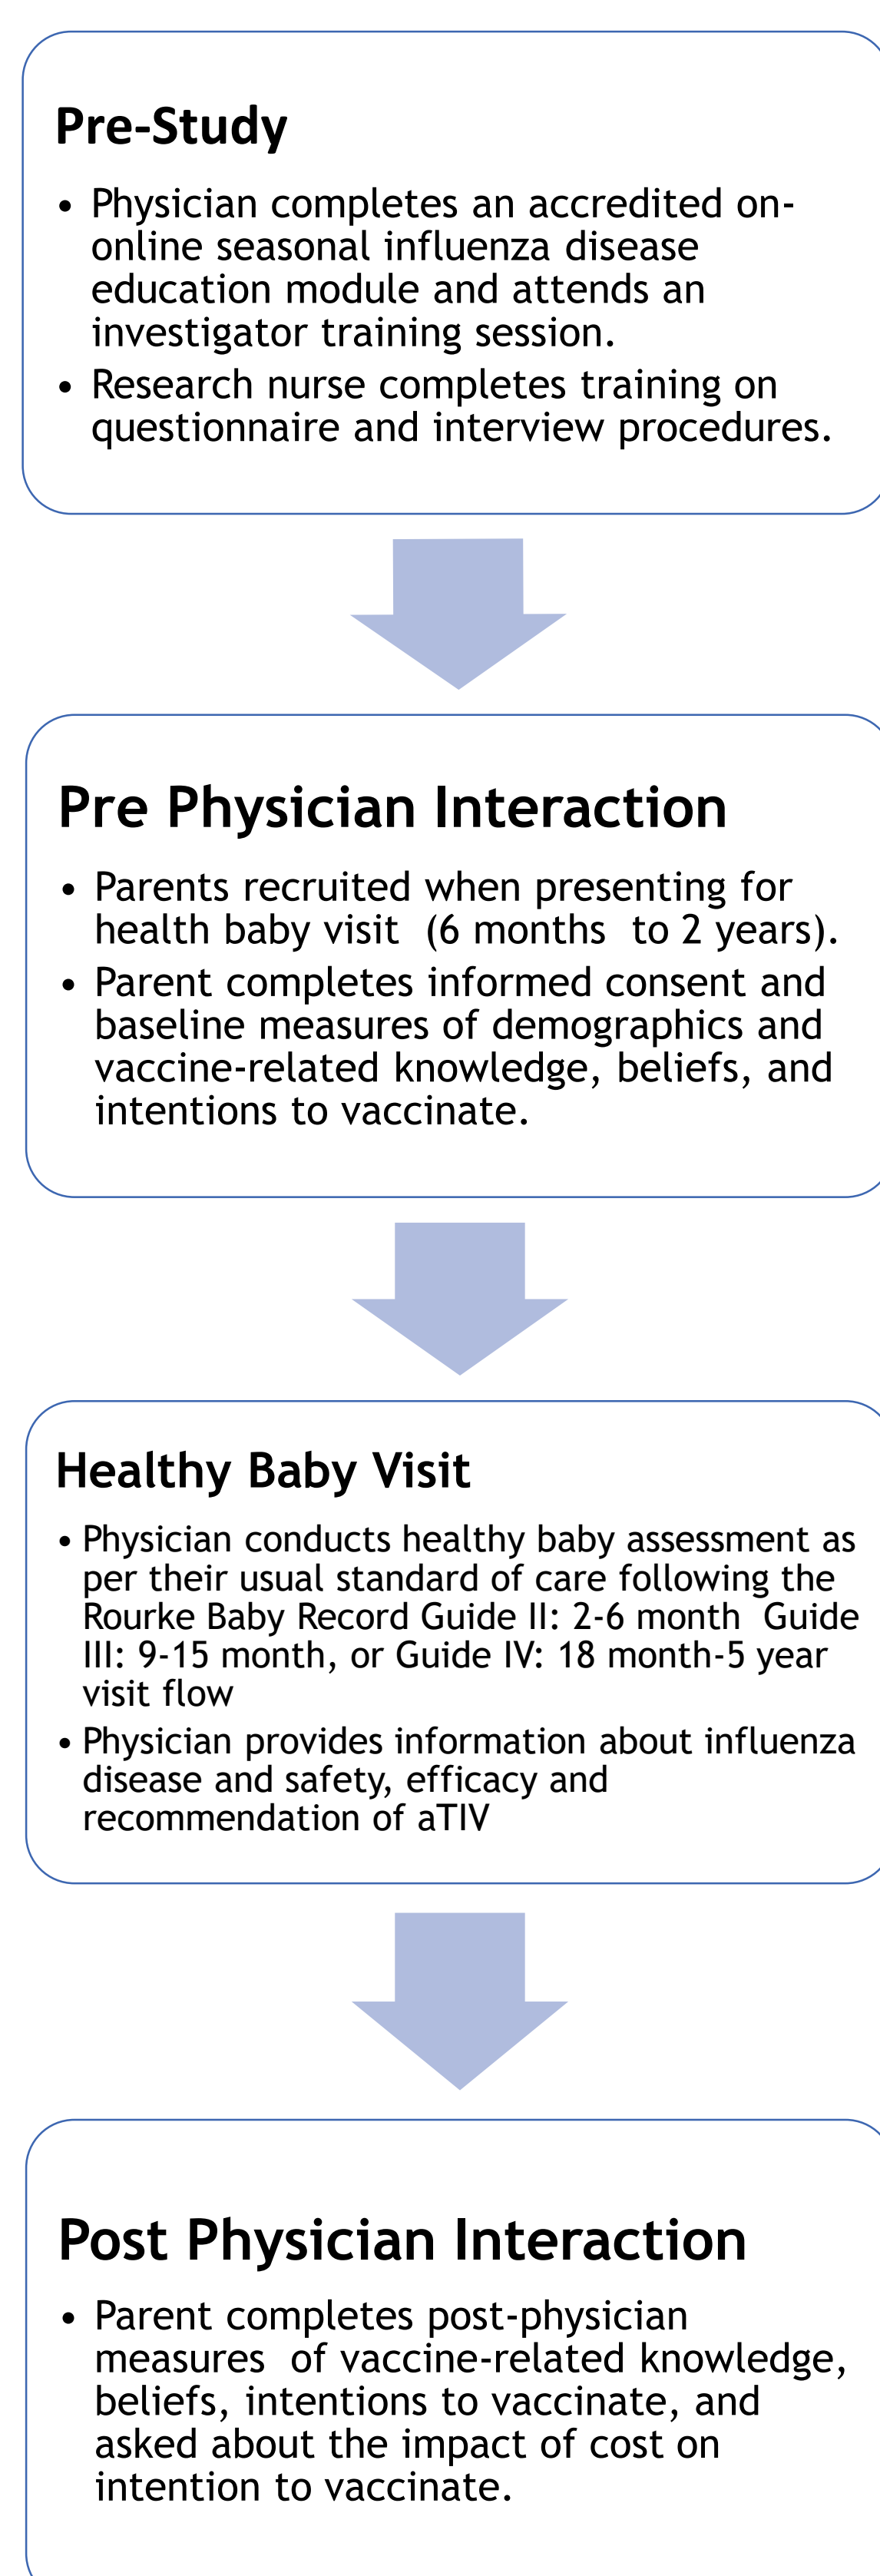 Pre-Study
• Physician completes an accredited on-
online seasonal influenza disease
education module and attends an
investigator training session.
• Research nurse completes training on
questionnaire and interview procedures.
Pre Physician Interaction
• Parents recruited when presenting for
health baby visit  (6 months  to 2 years).
• Parent completes informed consent and
baseline measures of demographics and
vaccine-related knowledge, beliefs, and
intentions to vaccinate.
Healthy Baby Visit
• Physician conducts healthy baby assessment as
per their usual standard of care following the
Rourke Baby Record Guide II: 2-6 month  Guide
III: 9-15 month, or Guide IV: 18 month-5 year
visit flow
• Physician provides information about influenza
disease and safety, efficacy and
recommendation of aTIV
Post Physician Interaction
• Parent completes post-physician
measures  of vaccine-related knowledge,
beliefs, intentions to vaccinate, and
asked about the impact of cost on
intention to vaccinate.